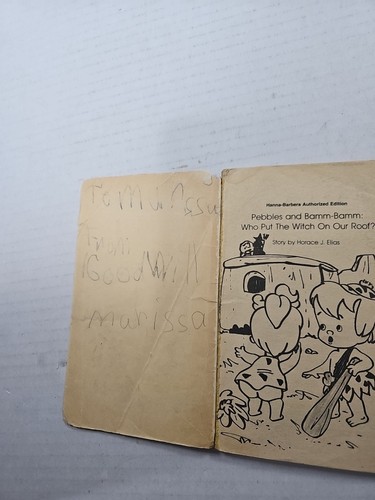 To
From
GoodWill
Marissa
Hanna-Barbera Authorized Edition
Pebbles and Bamm-Bamm:
Who Put The Witch On Our Roof?
Story by Horace J. Elias